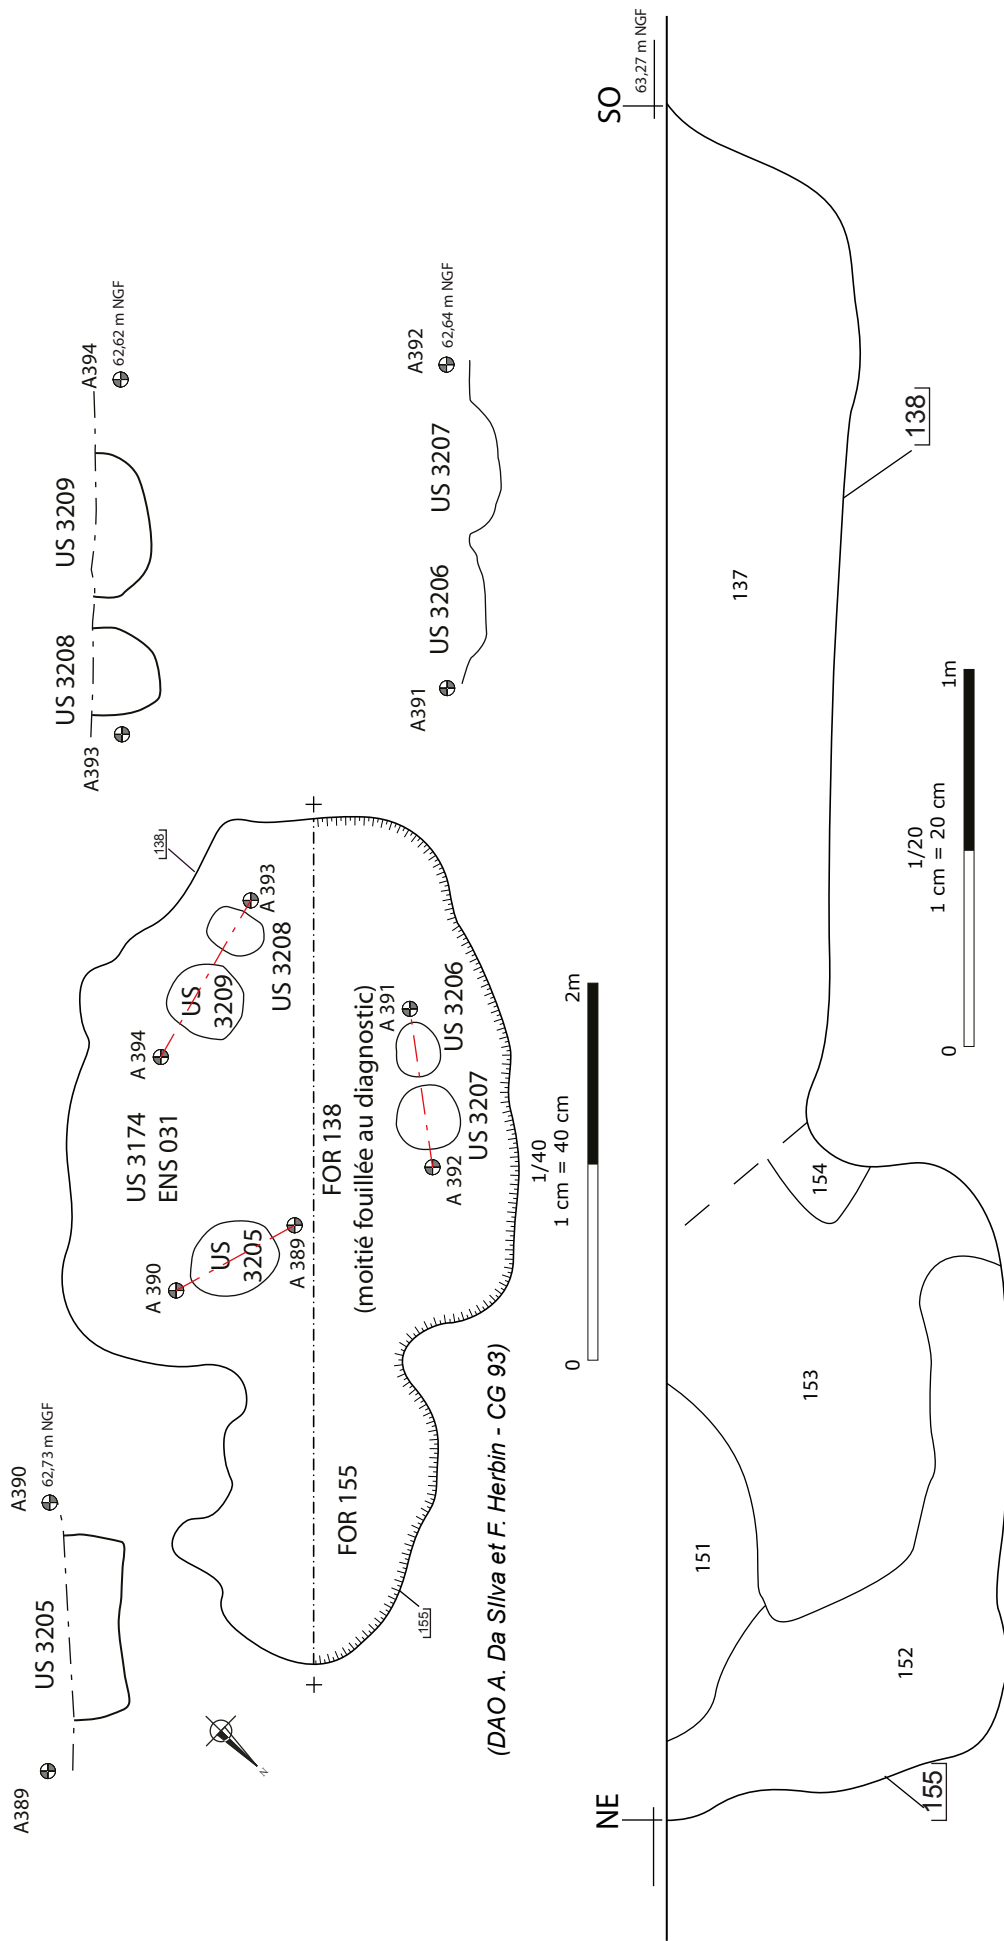 A389
US 3205
A390
62,73 m NGF
A393
US 3208
US 3209
A394
62,62 m NGF
A391
US 3206
US 3207
A392
62,64 m NGF
N
155
FOR 155
A 390
US
3205
A 389
US 3174
ENS 031
FOR 138
(moitié fouillée au diagnostic)
A 394
US
3209
US 3208
A 393
138
A 392
US 3207
US 3206
A 391
(DAO A. Da SIlva et F. Herbin - CG 93)
1/40
1 cm = 40 cm
0
2m
NE
SO
63,27 m NGF
151
152
153
154
137
155
138
1/20
1 cm = 20 cm
0
1m